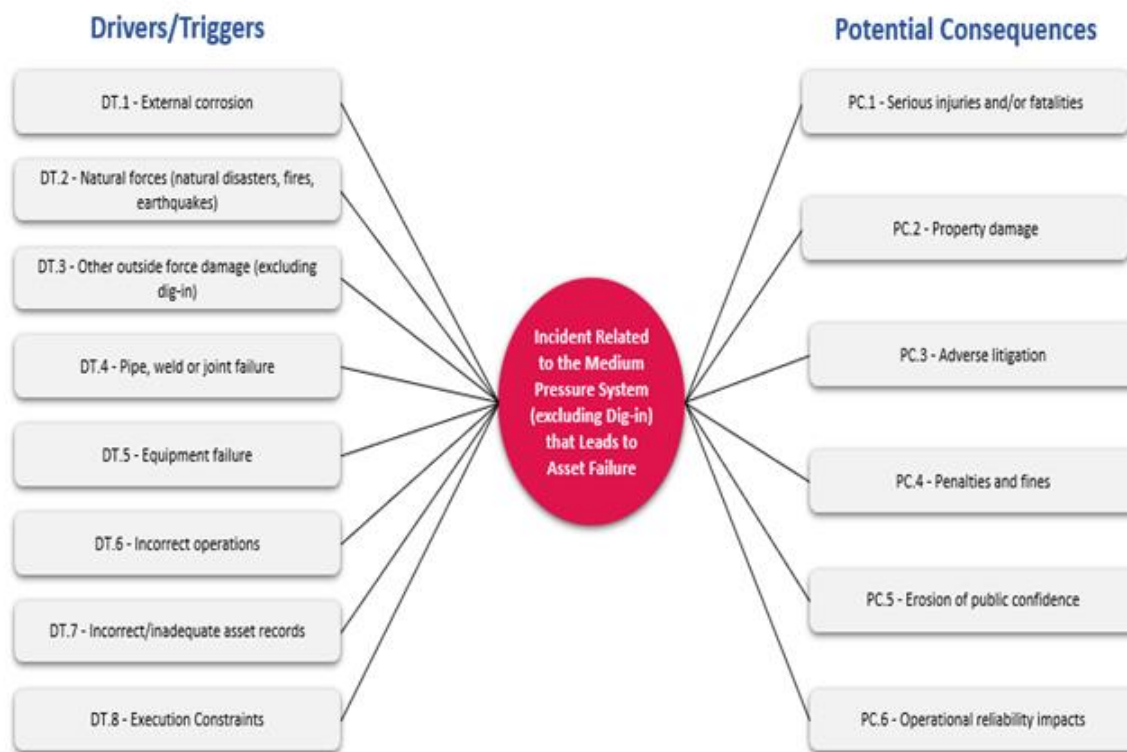 Drivers/Triggers
DT.1 - External corrosion
DT.2 - Natural forces (natural disasters, fires,
earthquakes)
DT.3 - Other outside force damage (excluding
dig-in)
DT.4 - Pipe, weld or joint failure
DT.5 - Equipment failure
DT.6 - Incorrect operations
DT.7 - Incorrect/inadequate asset records
DT.8 - Execution Constraints
Incident Related
to the Medium
Pressure System
(excluding Dig-in)
that Leads to
Asset Failure
Potential Consequences
PC.1 - Serious injuries and/or fatalities
PC.2 - Property damage
PC.3 - Adverse litigation
PC.4 - Penalties and fines
PC.5 - Erosion of public confidence
PC.6 - Operational reliability impacts